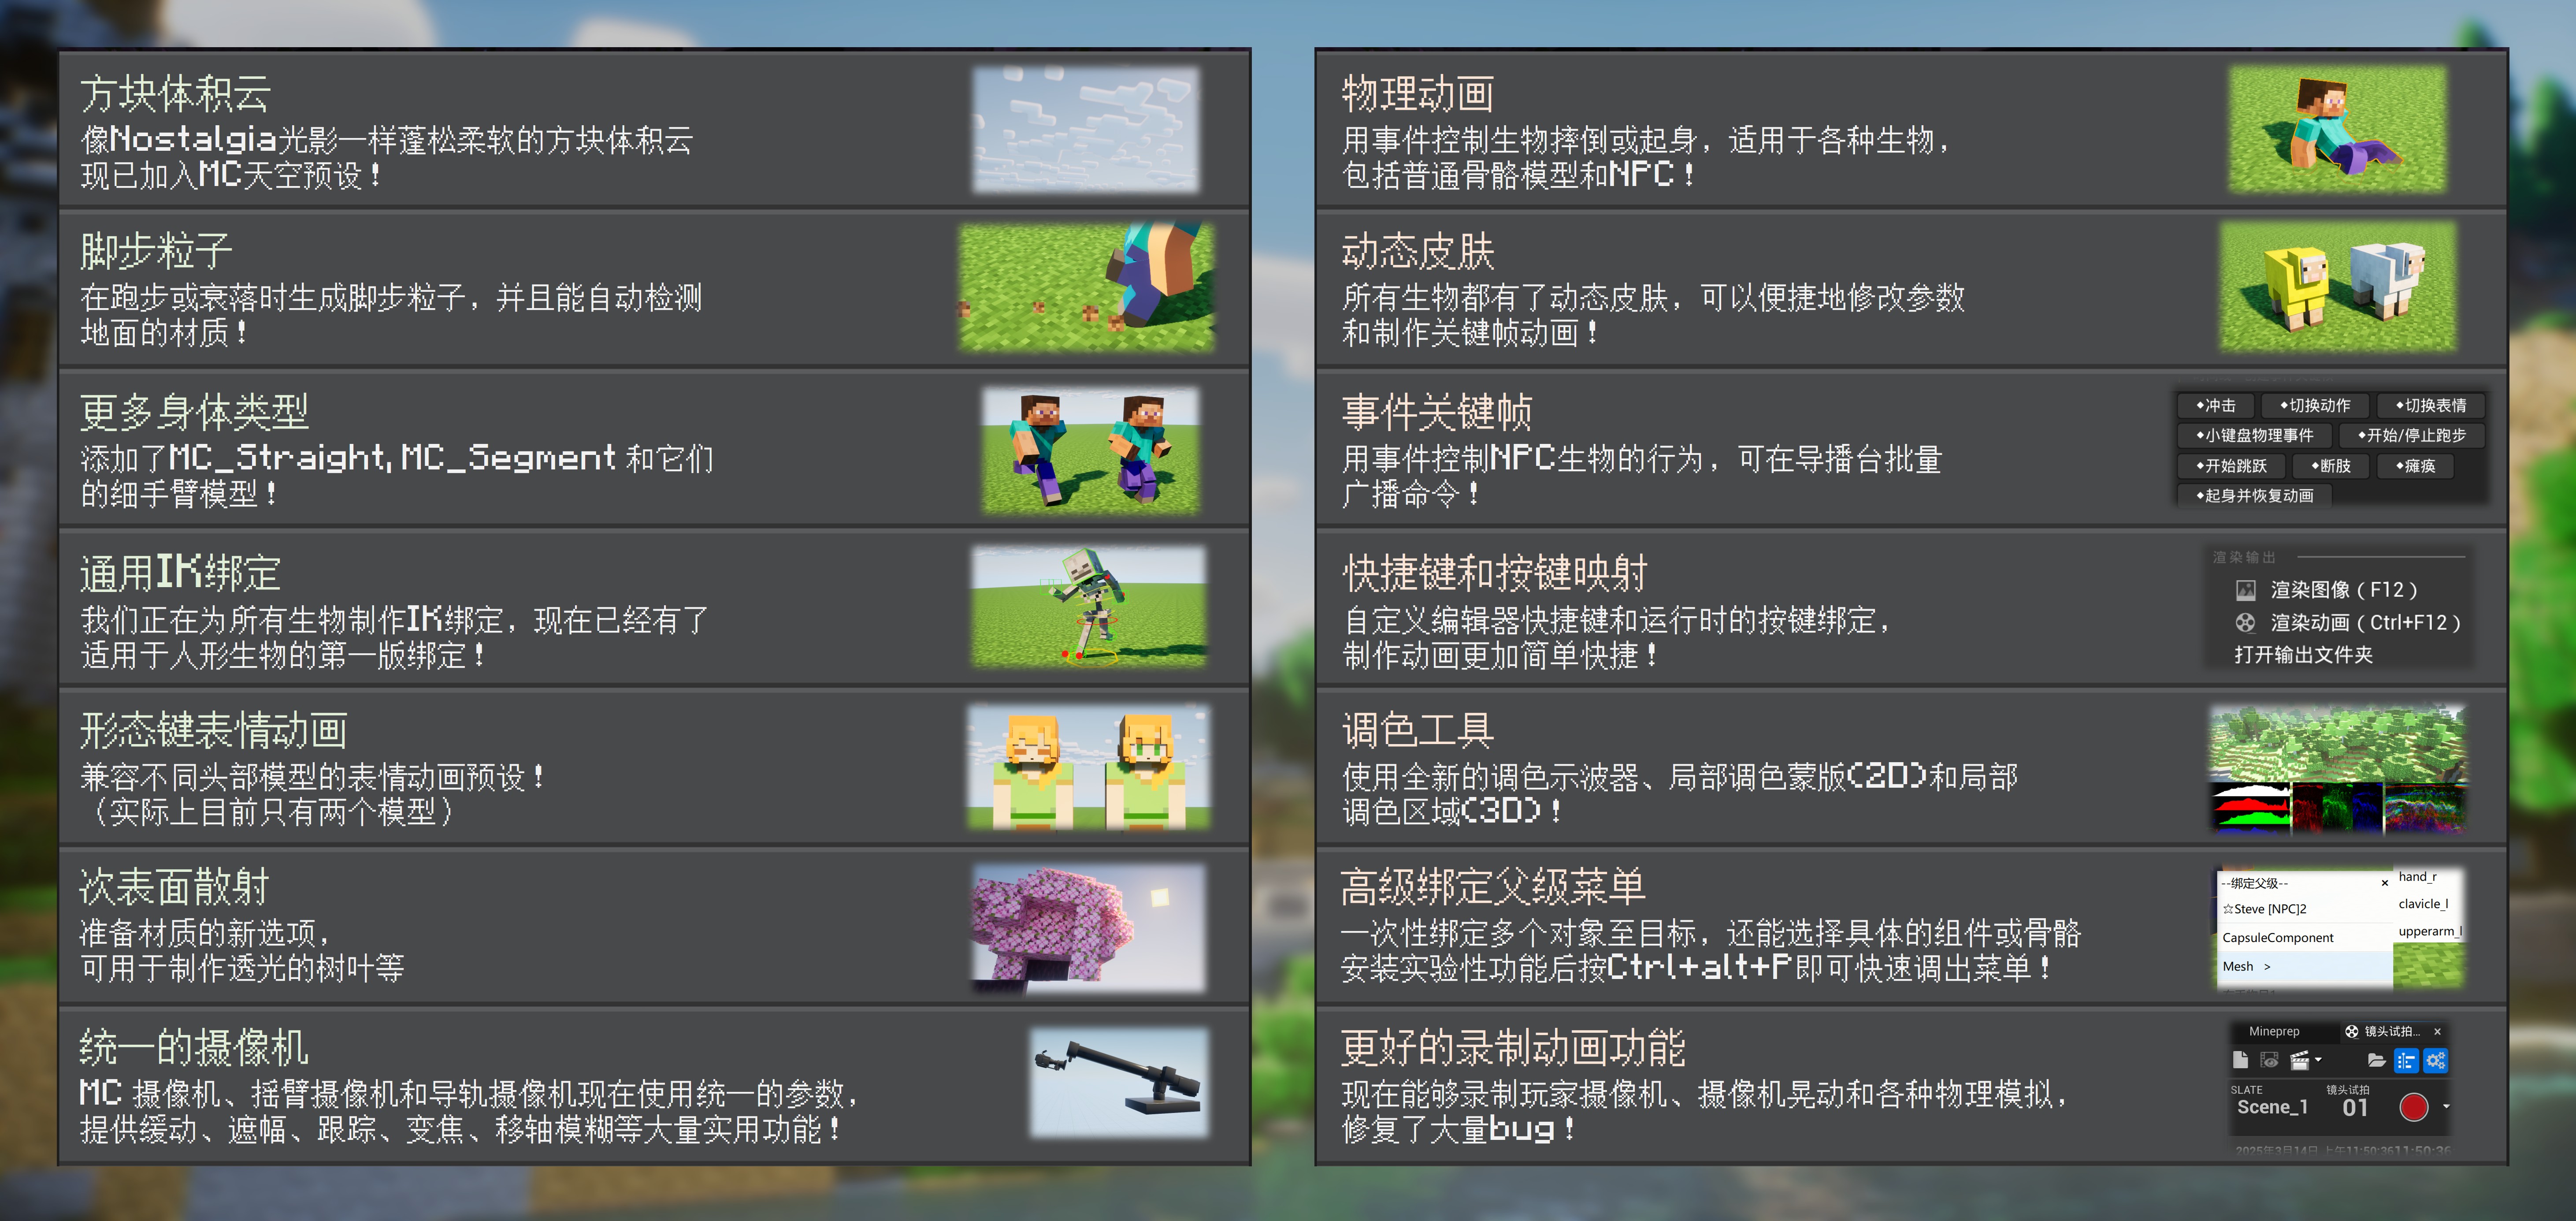 方块体积云
像Nostalgia光影一样蓬松柔软的方块体积云
现已加入MC天空预设！
脚步粒子
在跑步或衰落时生成脚步粒子，并且能自动检测
地面的材质！
更多身体类型
添加了MC_Straight,MC_Segment 和它们
的细手臂模型！
通用IK绑定
我们正在为所有生物制作IK绑定，现在已经有了
适用于人形生物的第一版绑定！
形态键表情动画
兼容不同头部模型的表情动画预设！
（实际上目前只有两个模型）
次表面散射
准备材质的新选项，
可用于制作透光的树叶等
统一的摄像机
MC 摄像机、摇臂摄像机和导轨摄像机现在使用统一的参数，
提供缓动、遮幅、跟踪、变焦、移轴模糊等大量实用功能！
物理动画
用事件控制生物摔倒或起身，适用于各种生物，
包括普通骨骼模型和NPC！
动态皮肤
所有生物都有了动态皮肤，可以便捷地修改参数
和制作关键帧动画！
事件关键帧
用事件控制NPC生物的行为，可在导播台批量
广播命令！
◆冲击 ◆切换动作 ◆切换表情
◆小键盘物理事件 ◆开始/停止跑步
◆开始跳跃 ◆断肢 ◆瘫痪
◆起身并恢复动画
快捷键和按键映射
自定义编辑器快捷键和运行时的按键绑定，
制作动画更加简单快捷！
渲染输出
渲染图像（F12）
渲染动画（Ctrl+F12）
打开输出文件夹
调色工具
使用全新的调色示波器、局部调色蒙版(2D)和局部
调色区域(3D)！
高级绑定父级菜单
一次性绑定多个对象至目标，还能选择具体的组件或骨骼
安装实验性功能后按Ctrl+alt+P即可快速调出菜单！
--绑定父级-- ×
☆Steve [NPC]2
CapsuleComponent
Mesh >
hand_r
clavicle_l
upperarm_l
更好的录制动画功能
现在能够录制玩家摄像机、摄像机晃动和各种物理模拟，
修复了大量bug！
Mineprep 镜头试拍... ×
SLATE 镜头试拍
Scene_1 01
2025年3月14日 上午11:50:36 11:50:36